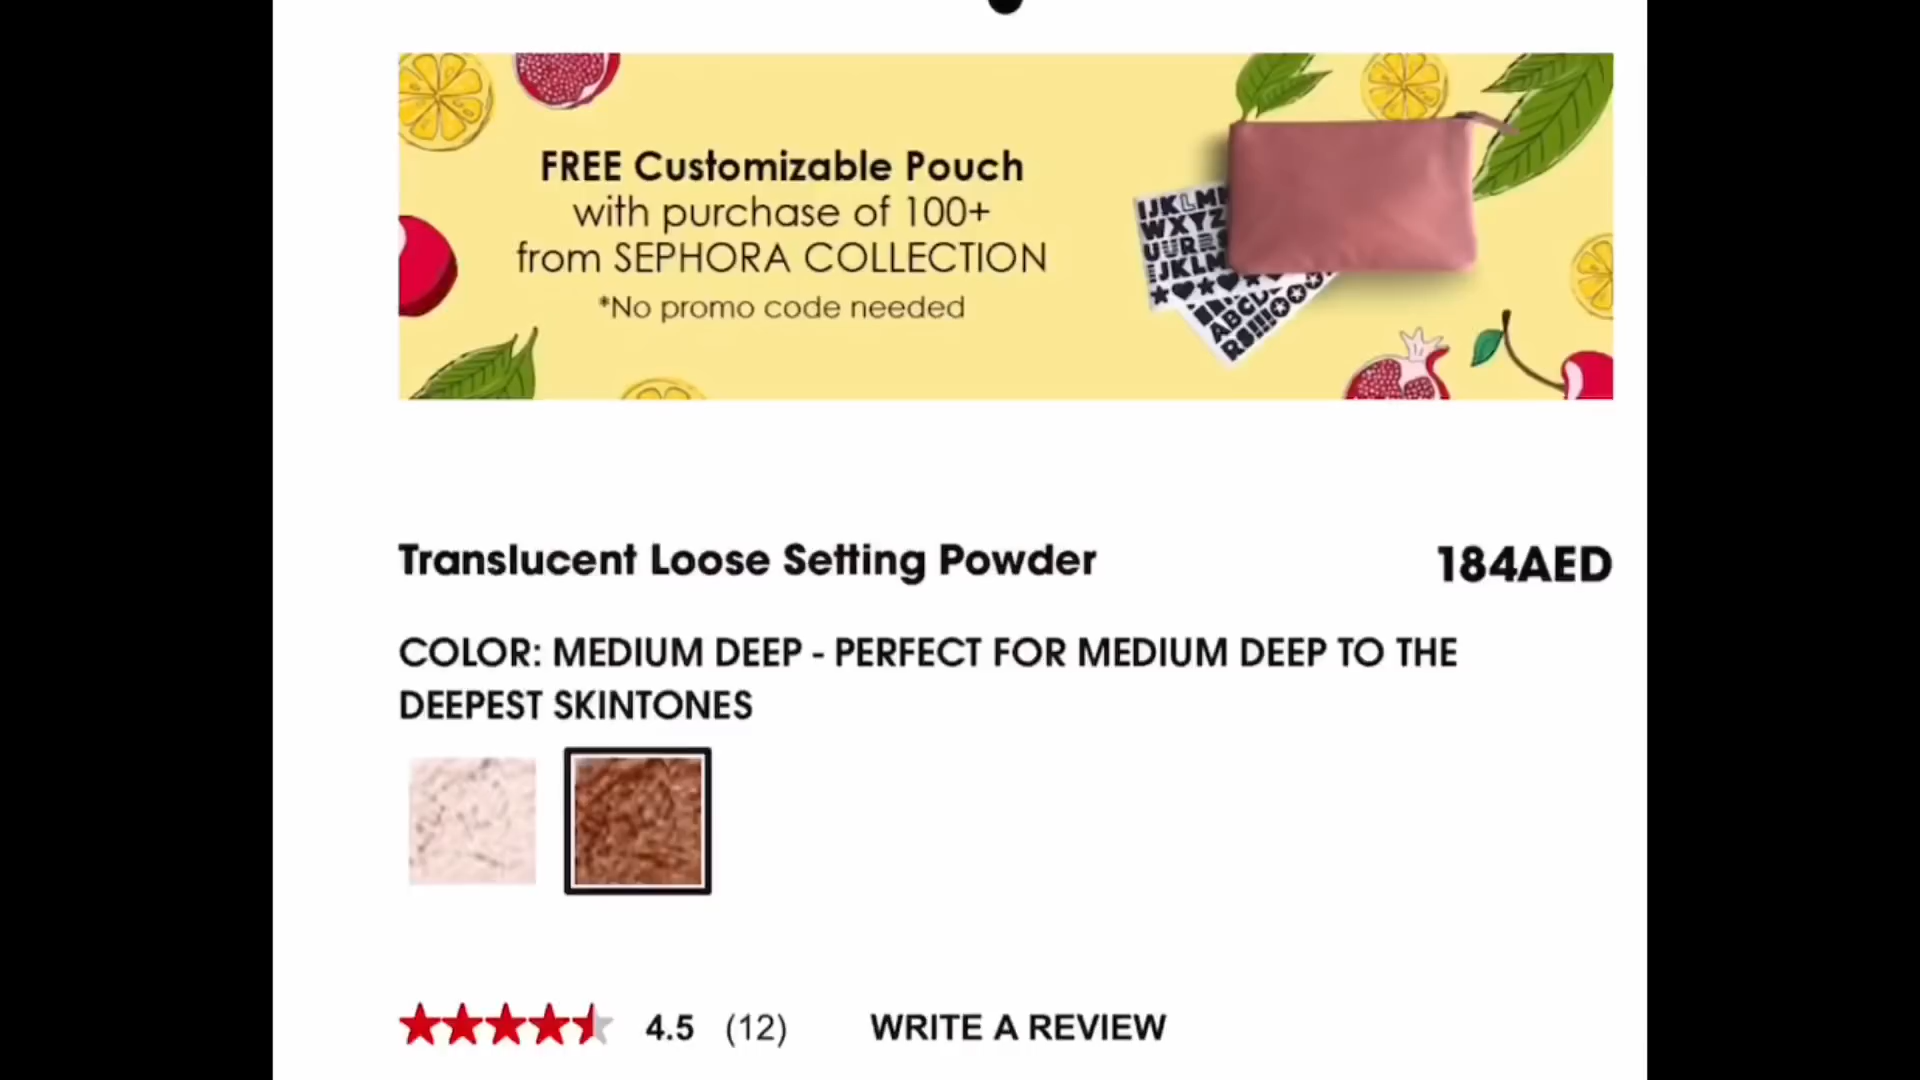 FREE Customizable Pouch
with purchase of 100+
from SEPHORA COLLECTION
*No promo code needed
Translucent Loose Setting Powder
184AED
COLOR: MEDIUM DEEP - PERFECT FOR MEDIUM DEEP TO THE
DEEPEST SKINTONES
4.5 (12) WRITE A REVIEW